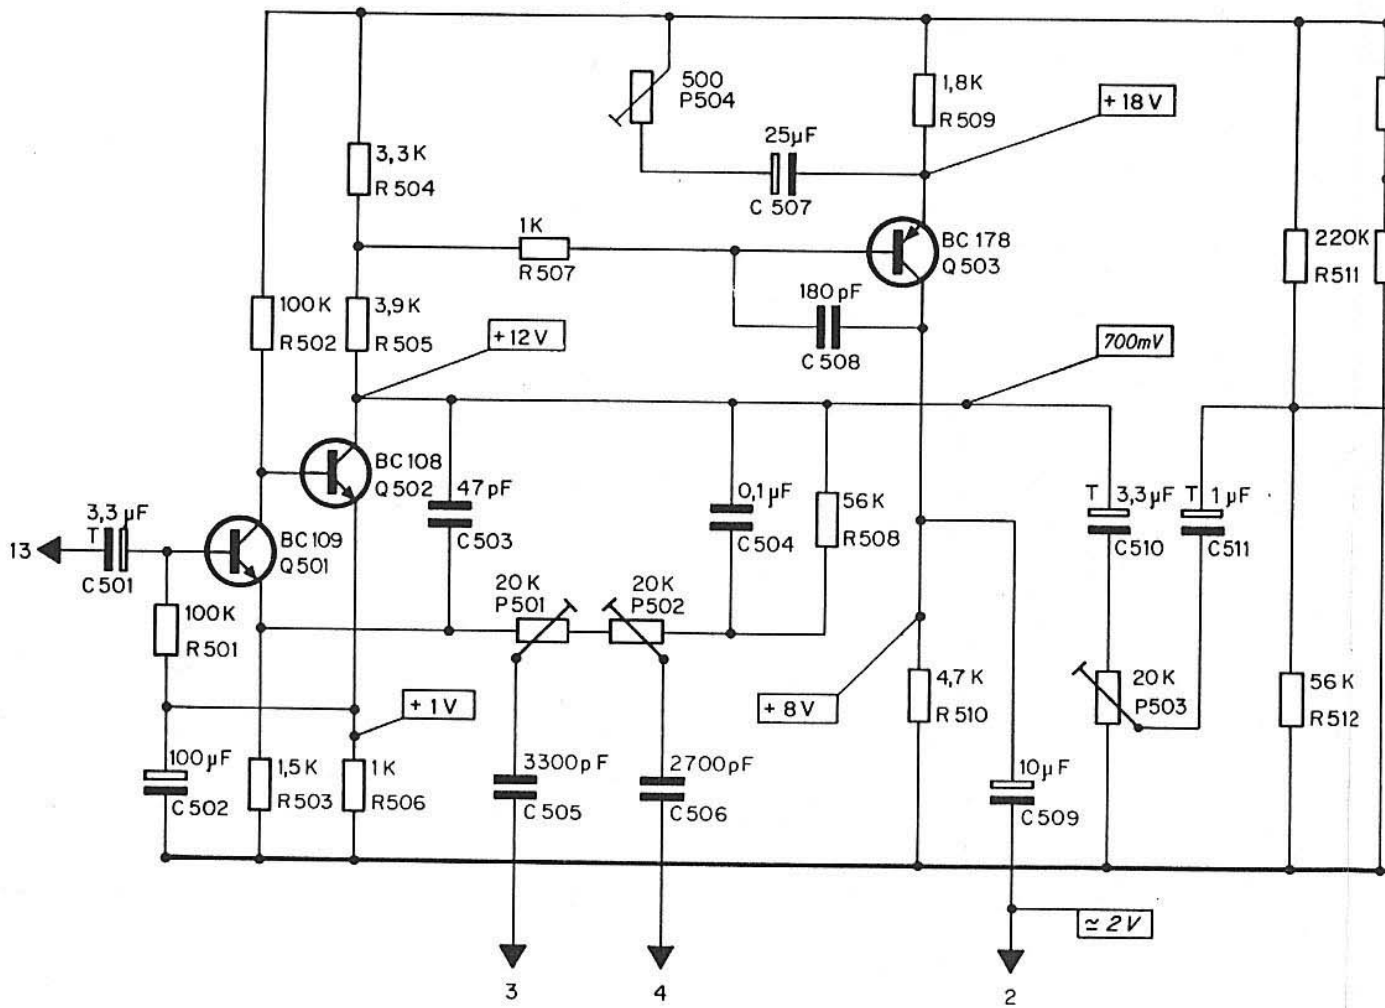 500
P504
1,8K
R509
+18V
25µF
C 507
3,3K
R504
1K
R507
BC178
Q503
220K
R511
180pF
C508
100K
R502
3,9K
R505
+12V
700mV
BC108
Q502
47pF
C503
0,1µF
C504
56K
R508
T 3,3µF
C510
T 1µF
C511
13
3,3µF
T
C501
BC109
Q501
100K
R501
20K
P501
20K
P502
4,7K
R510
20K
P503
56K
R512
+1V
+8V
100µF
C502
1,5K
R503
1K
R506
3300pF
C505
2700pF
C506
10µF
C509
≃2V
3
4
2